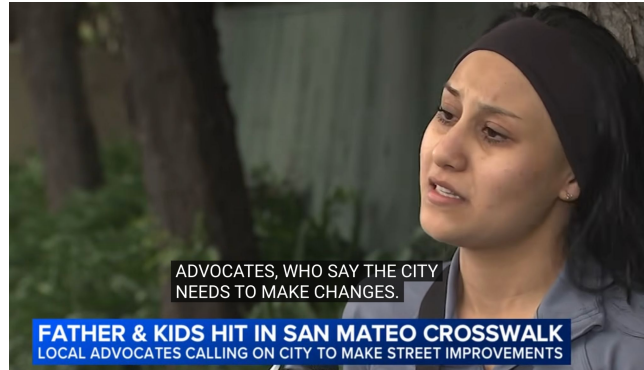 ADVOCATES, WHO SAY THE CITY
NEEDS TO MAKE CHANGES.
FATHER & KIDS HIT IN SAN MATEO CROSSWALK
LOCAL ADVOCATES CALLING ON CITY TO MAKE STREET IMPROVEMENTS